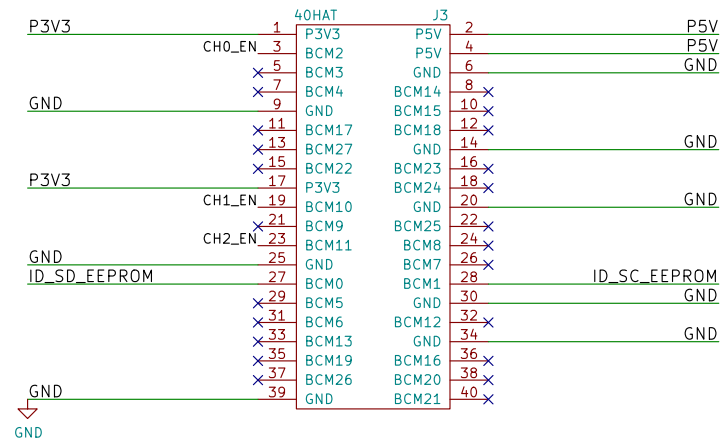 40HAT J3
P3V3 1 P3V3 P5V 2 P5V
CH0_EN 3 BCM2 P5V 4 P5V
5 BCM3 GND 6 GND
7 BCM4 BCM14 8
GND 9 GND BCM15 10
11 BCM17 BCM18 12
13 BCM27 GND 14 GND
15 BCM22 BCM23 16
P3V3 17 P3V3 BCM24 18
CH1_EN 19 BCM10 GND 20 GND
21 BCM9 BCM25 22
CH2_EN 23 BCM11 BCM8 24
GND 25 GND BCM7 26
ID_SD_EEPROM 27 BCM0 BCM1 28 ID_SC_EEPROM
29 BCM5 GND 30 GND
31 BCM6 BCM12 32
33 BCM13 GND 34 GND
35 BCM19 BCM16 36
37 BCM26 BCM20 38
GND 39 GND BCM21 40
GND